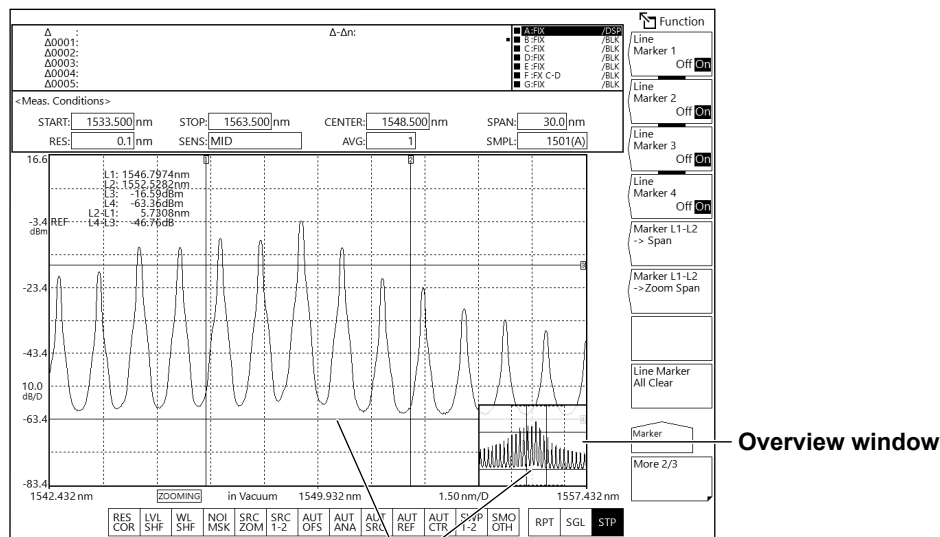 Function
Δ :
Δ-Δn:
Δ0001:
Δ0002:
Δ0003:
Δ0004:
Δ0005:
A:FIX /DSP
B:FIX /BLK
C:FIX /BLK
D:FIX /BLK
E:FIX /BLK
F:FX C-D /BLK
G:FIX /BLK
<Meas. Conditions>
START: 1533.500 nm STOP: 1563.500 nm CENTER: 1548.500 nm SPAN: 30.0 nm
RES: 0.1 nm SENS: MID AVG: 1 SMPL: 1501(A)
16.6
1
2
L1: 1546.7974nm
L2: 1552.5282nm
L3: -16.59dBm
L4: -63.36dBm
L2-L1: 5.7308nm
L4-L3: -46.76dB
-3.4 REF
dBm
3
-23.4
-43.4
10.0
dB/D
-63.4
4
-83.4
1542.432 nm ZOOMING in Vacuum 1549.932 nm 1.50 nm/D 1557.432 nm
RES COR
LVL SHF
WL SHF
NOI MSK
SRC ZOM
SRC 1-2
AUT OFS
AUT ANA
AUT SRC
AUT REF
AUT CTR
SWP 1-2
SMO OTH
RPT
SGL
STP
Line
Marker 1
Off On
Line
Marker 2
Off On
Line
Marker 3
Off On
Line
Marker 4
Off On
Marker L1-L2
-> Span
Marker L1-L2
->Zoom Span
Line Marker
All Clear
Marker
More 2/3
Overview window